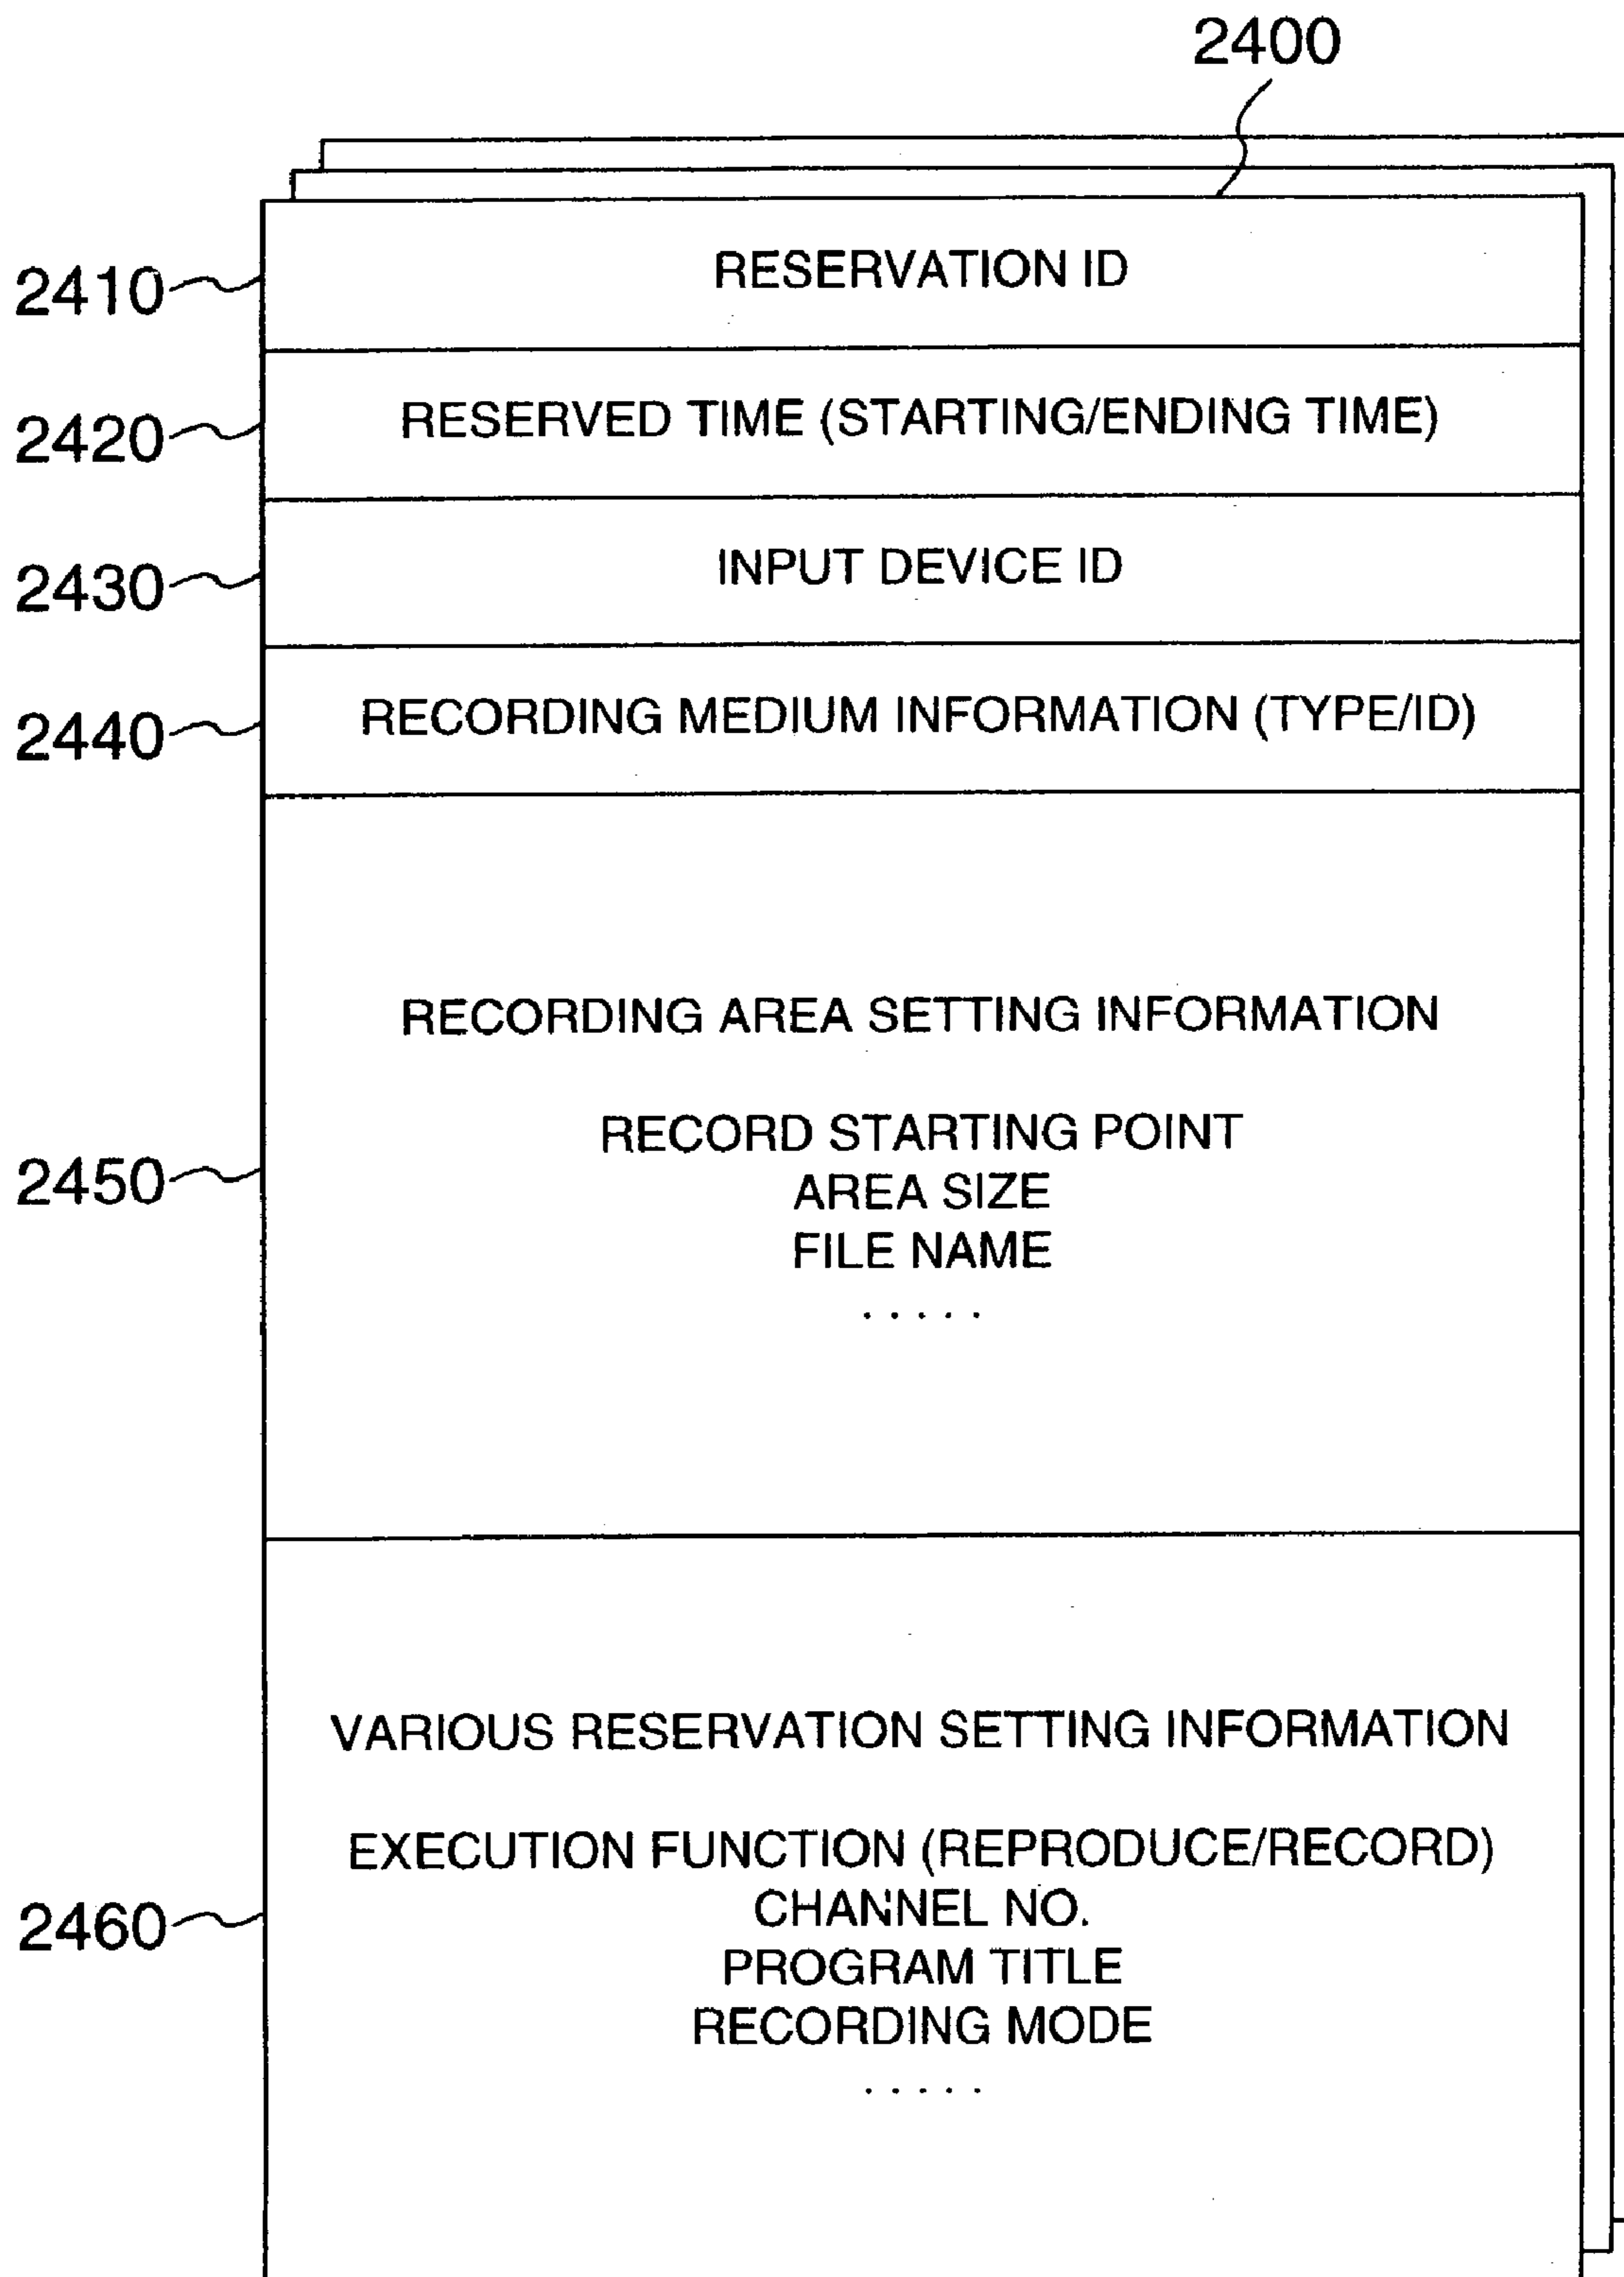 2400
2410 RESERVATION ID
2420 RESERVED TIME (STARTING/ENDING TIME)
2430 INPUT DEVICE ID
2440 RECORDING MEDIUM INFORMATION (TYPE/ID)
RECORDING AREA SETTING INFORMATION
RECORD STARTING POINT
2450 AREA SIZE
FILE NAME
. . . . .
VARIOUS RESERVATION SETTING INFORMATION
EXECUTION FUNCTION (REPRODUCE/RECORD)
2460 CHANNEL NO.
PROGRAM TITLE
RECORDING MODE
. . . . .